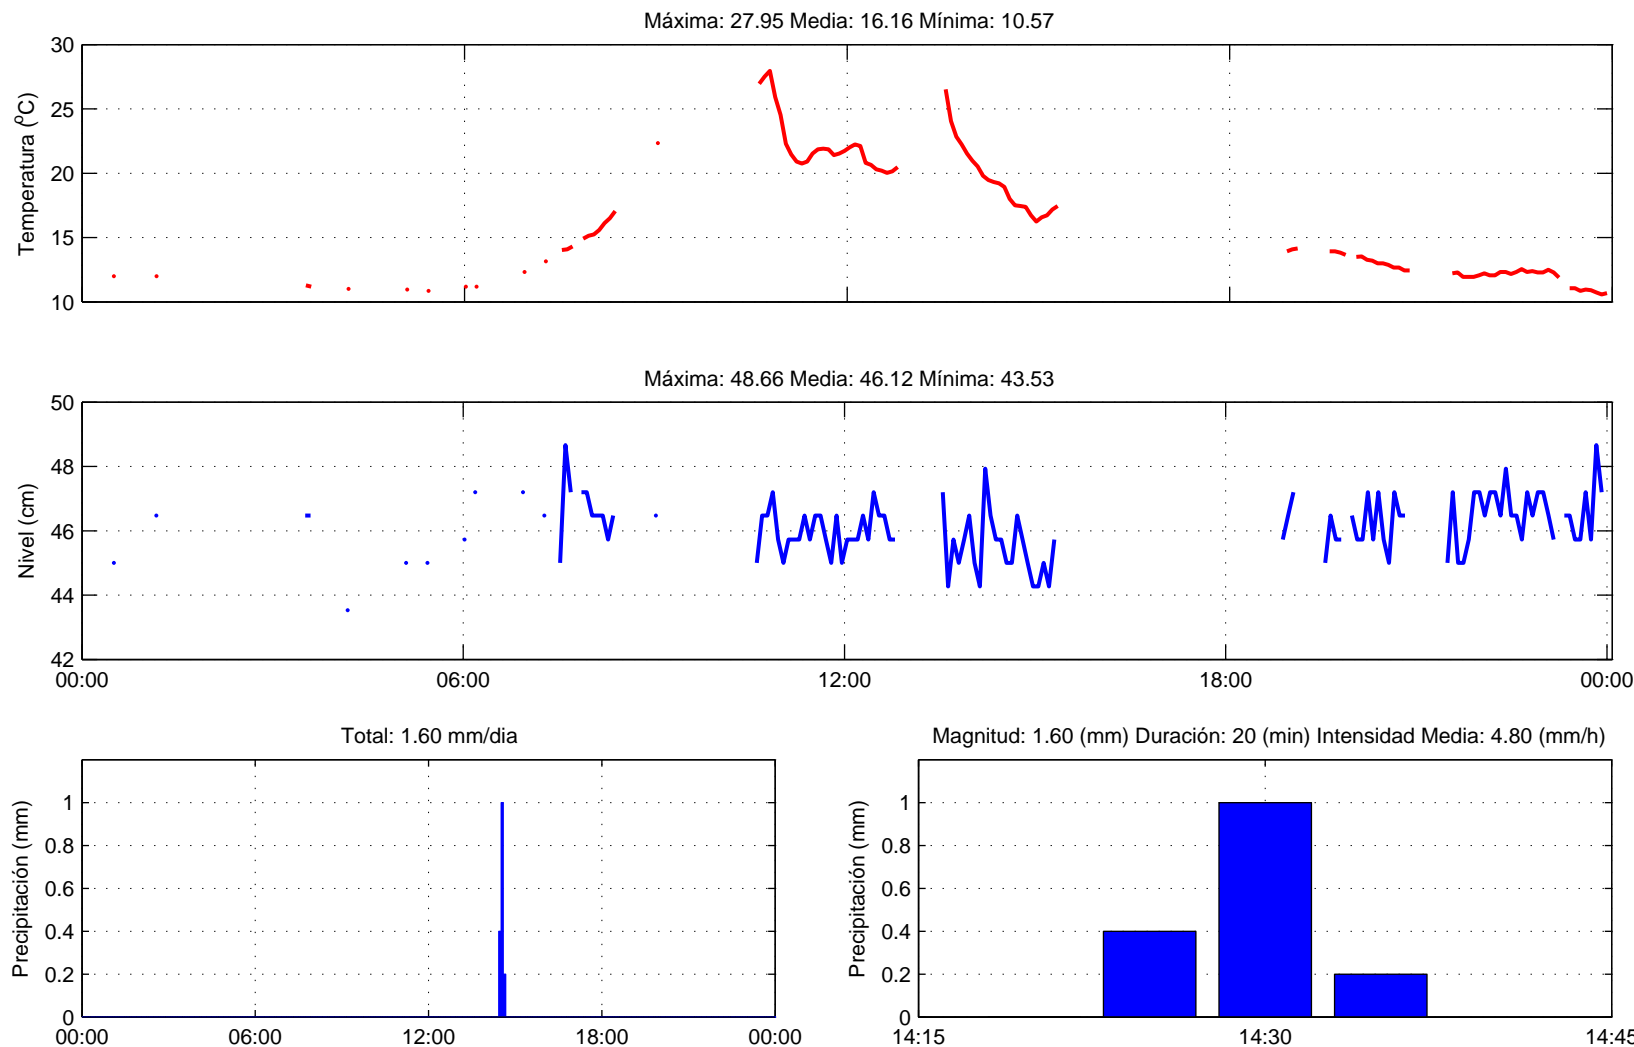 Máxima: 27.95 Media: 16.16 Mínima: 10.57
Temperatura (ºC)
30
25
20
15
10
Máxima: 48.66 Media: 46.12 Mínima: 43.53
Nivel (cm)
50
48
46
44
42
00:00 06:00 12:00 18:00 00:00
Total: 1.60 mm/dia
Precipitación (mm)
1
0.8
0.6
0.4
0.2
0
00:00 06:00 12:00 18:00 00:00
Magnitud: 1.60 (mm) Duración: 20 (min) Intensidad Media: 4.80 (mm/h)
Precipitación (mm)
1
0.8
0.6
0.4
0.2
0
14:15 14:30 14:45